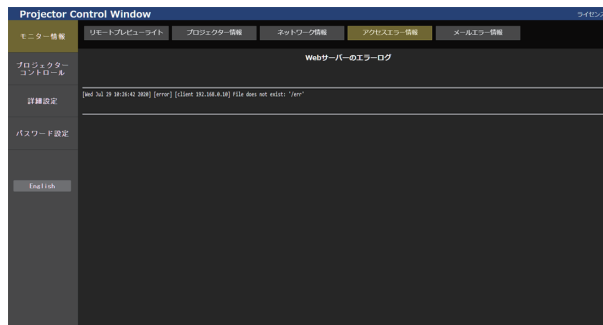 Projector Control Window
ライセンス
モニター情報
リモートプレビューライト
プロジェクター情報
ネットワーク情報
アクセスエラー情報
メールエラー情報
プロジェクター
コントロール
詳細設定
パスワード設定
English
Webサーバーのエラーログ
[Wed Jul 29 10:26:42 2020] [error] [client 192.168.0.10] File does not exist: '/err'